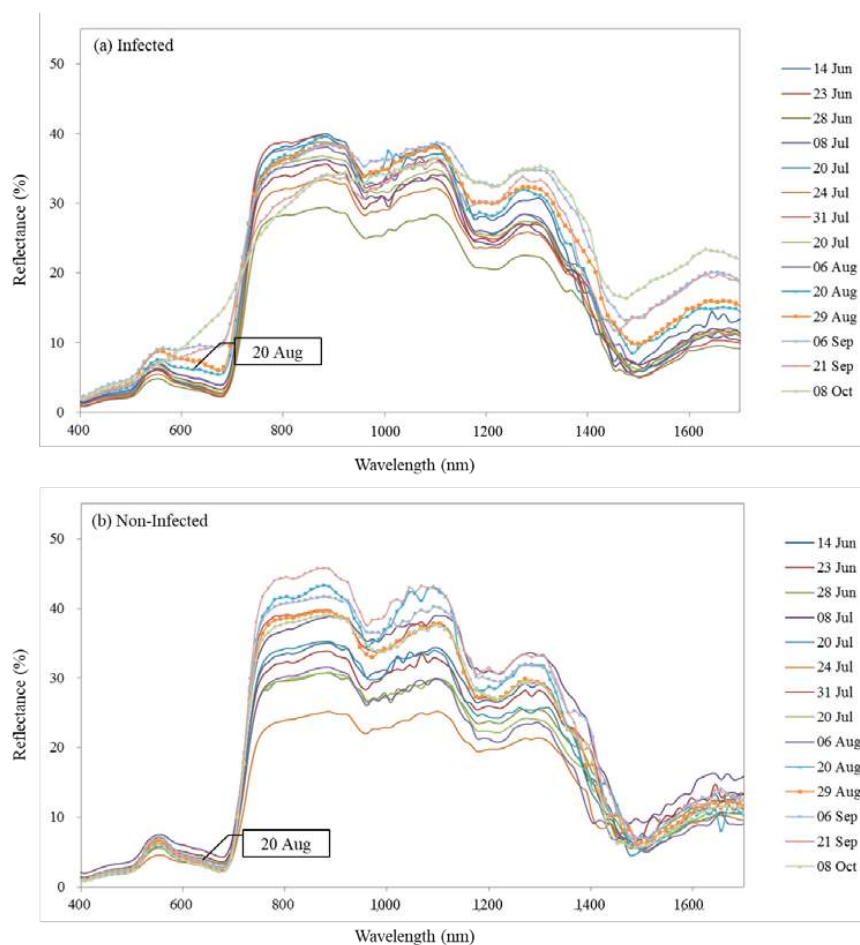 (a) Infected
50
40
30
20
10
0
Reflectance (%)
20 Aug
400 600 800 1000 1200 1400 1600
Wavelength (nm)
14 Jun
23 Jun
28 Jun
08 Jul
20 Jul
24 Jul
31 Jul
20 Jul
06 Aug
20 Aug
29 Aug
06 Sep
21 Sep
08 Oct
(b) Non-Infected
50
40
30
20
10
0
Reflectance (%)
20 Aug
400 600 800 1000 1200 1400 1600
Wavelength (nm)
14 Jun
23 Jun
28 Jun
08 Jul
20 Jul
24 Jul
31 Jul
20 Jul
06 Aug
20 Aug
29 Aug
06 Sep
21 Sep
08 Oct